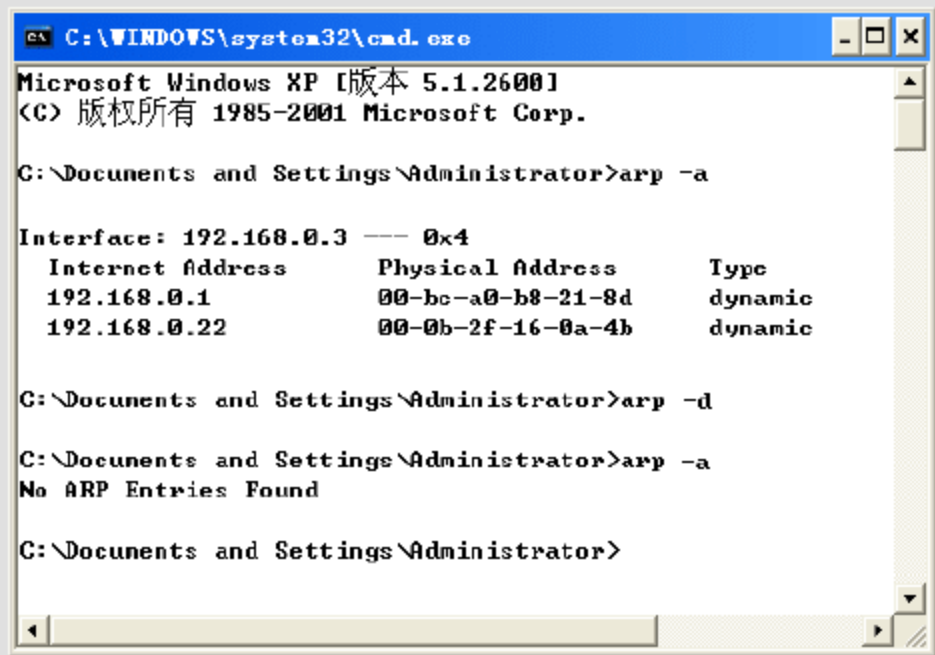 C:\WINDOWS\system32\cmd.exe
Microsoft Windows XP [版本 5.1.2600]
(C) 版权所有 1985-2001 Microsoft Corp.
C:\Documents and Settings\Administrator>arp -a
Interface: 192.168.0.3 --- 0x4
Internet Address Physical Address Type
192.168.0.1 00-bc-a0-b8-21-8d dynamic
192.168.0.22 00-0b-2f-16-0a-4b dynamic
C:\Documents and Settings\Administrator>arp -d
C:\Documents and Settings\Administrator>arp -a
No ARP Entries Found
C:\Documents and Settings\Administrator>